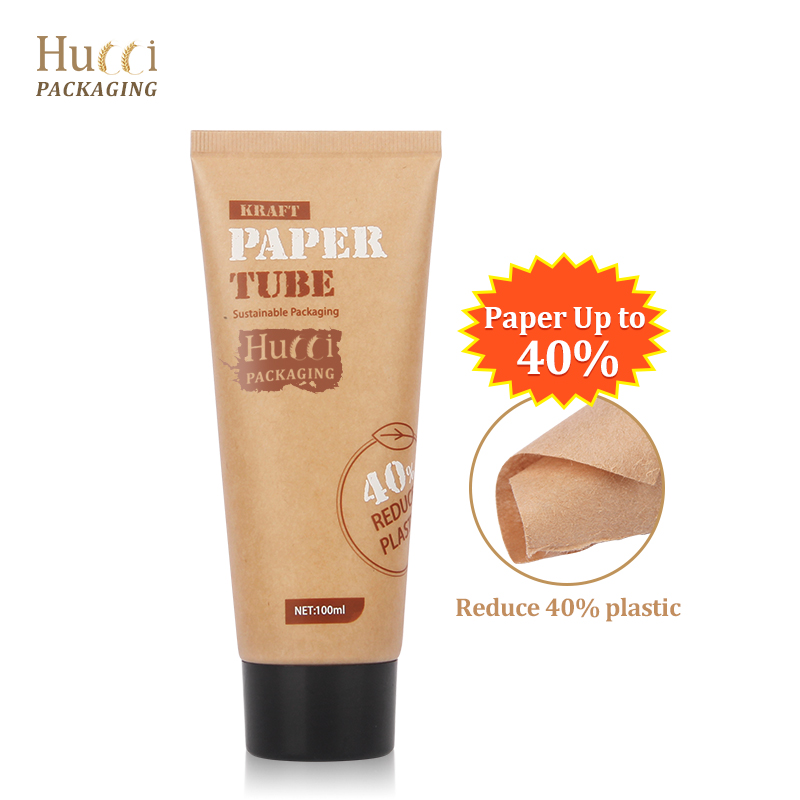 Hucci
PACKAGING
KRAFT
PAPER
TUBE
Sustainable Packaging
Hucci
PACKAGING
40%
REDUC
PLAS
NET:100ml
Paper Up to
40%
Reduce 40% plastic